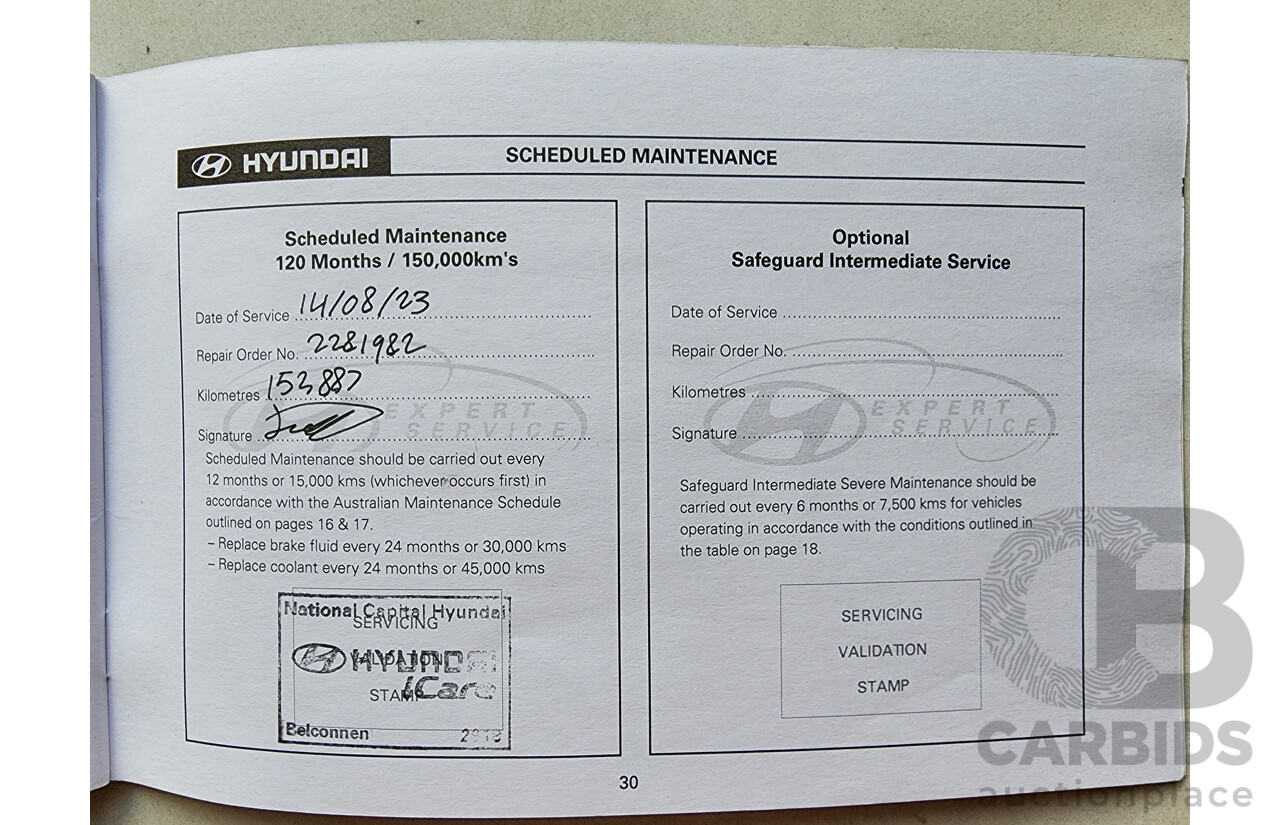 HYUNDAI
SCHEDULED MAINTENANCE
Scheduled Maintenance
120 Months / 150,000km's
Date of Service 14/08/23
Repair Order No. 2281982
Kilometres 153887
Signature
EXPERT
SERVICE
Scheduled Maintenance should be carried out every
12 months or 15,000 kms (whichever occurs first) in
accordance with the Australian Maintenance Schedule
outlined on pages 16 & 17.
– Replace brake fluid every 24 months or 30,000 kms
– Replace coolant every 24 months or 45,000 kms
National Capital Hyundai
SERVICING
HYUNDAI
VALIDATION
iCare
STAMP
Belconnen
Optional
Safeguard Intermediate Service
Date of Service
Repair Order No.
Kilometres
EXPERT
SERVICE
Signature
Safeguard Intermediate Severe Maintenance should be
carried out every 6 months or 7,500 kms for vehicles
operating in accordance with the conditions outlined in
the table on page 18.
SERVICING
VALIDATION
STAMP
30
CB
CARBIDS
auctionplace